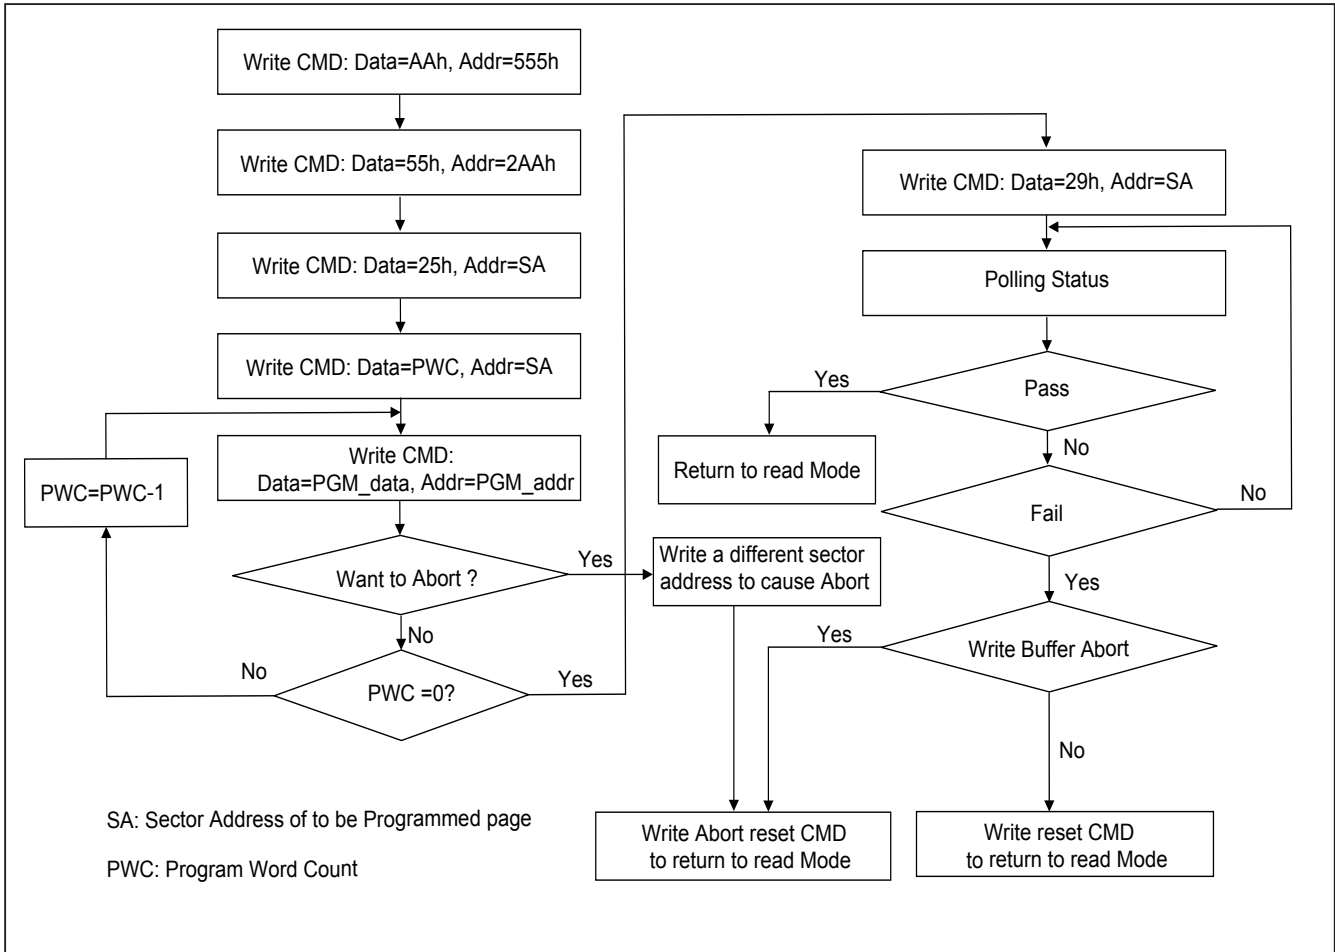 Write CMD: Data=AAh, Addr=555h
Write CMD: Data=55h, Addr=2AAh
Write CMD: Data=25h, Addr=SA
Write CMD: Data=PWC, Addr=SA
Write CMD:
Data=PGM_data, Addr=PGM_addr
PWC=PWC-1
Want to Abort ?
Yes
No
Write a different sector
address to cause Abort
PWC =0?
No
Yes
Write CMD: Data=29h, Addr=SA
Polling Status
Pass
Yes
No
Return to read Mode
Fail
No
Yes
Write Buffer Abort
Yes
No
Write Abort reset CMD
to return to read Mode
Write reset CMD
to return to read Mode
SA: Sector Address of to be Programmed page
PWC: Program Word Count